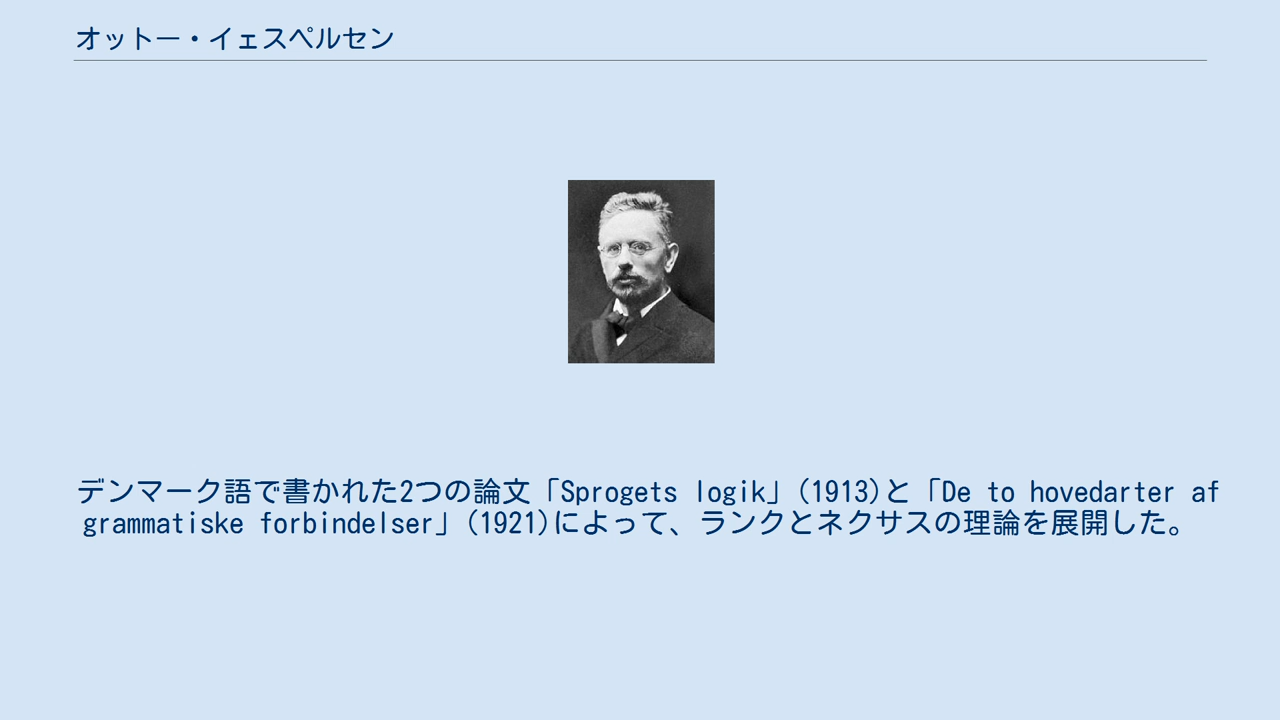 オットー・イェスペルセン
デンマーク語で書かれた2つの論文「Sprogets logik」(1913)と「De to hovedarter af
grammatiske forbindelser」(1921)によって、ランクとネクサスの理論を展開した。